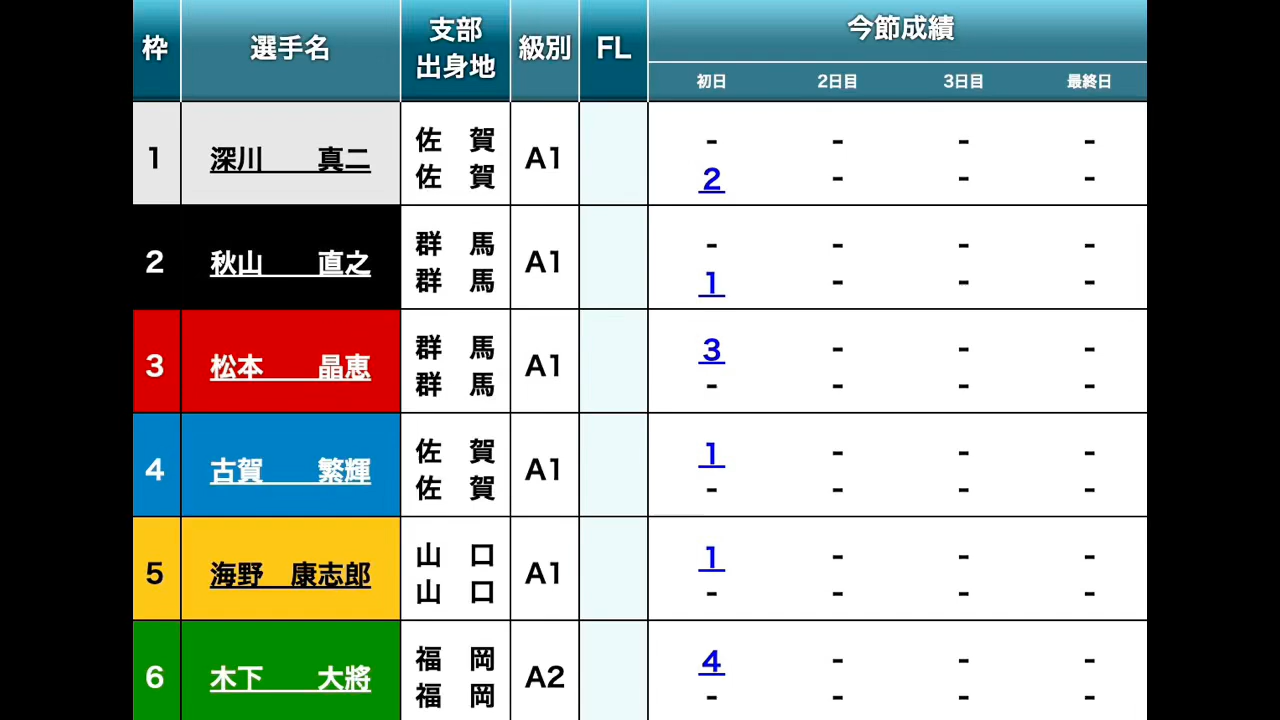 枠 選手名 支部 出身地 級別 FL 今節成績
初日 2日目 3日目 最終日
1 深川 真二 佐賀 佐賀 A1
- - - -
2 - - -
2 秋山 直之 群馬 群馬 A1
- - - -
1 - - -
3 松本 晶恵 群馬 群馬 A1
3 - - -
- - - -
4 古賀 繁輝 佐賀 佐賀 A1
1 - - -
- - - -
5 海野 康志郎 山口 山口 A1
1 - - -
- - - -
6 木下 大將 福岡 福岡 A2
4 - - -
- - - -